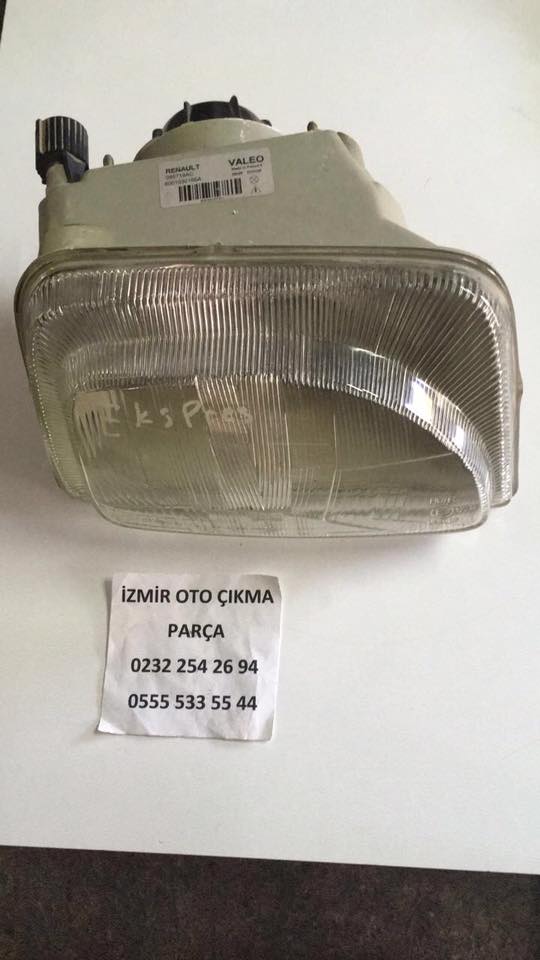 RENAULT
VALEO
Ekspres
İZMİR OTO ÇIKMA
PARÇA
0232 254 26 94
0555 533 55 44